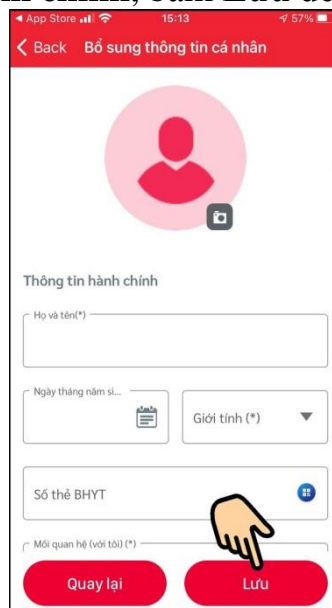 App Store 15:13 57%
Back Bổ sung thông tin cá nhân
Thông tin hành chính
Họ và tên(*)
Ngày tháng năm si...
Giới tính (*)
Số thẻ BHYT
Mối quan hệ (với tôi) (*)
Quay lại Lưu